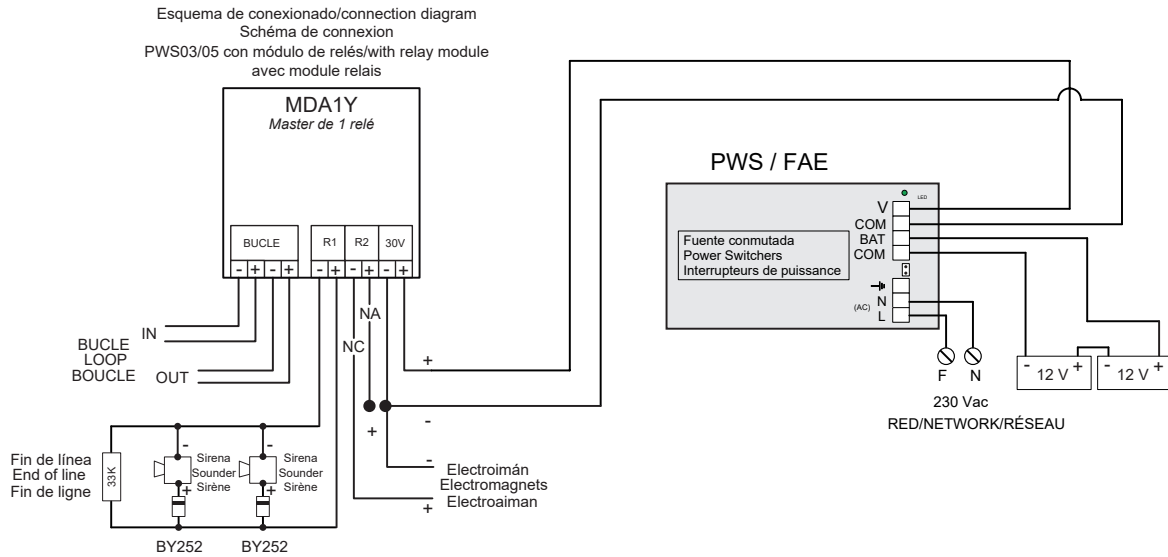 Esquema de conexionado/connection diagram
Schéma de connexion
PWS03/05 con módulo de relés/with relay module
avec module relais
MDA1Y
Master de 1 relé
BUCLE
R1
R2
30V
- + - +
- +
- +
- +
IN
BUCLE
LOOP
BOUCLE
OUT
NA
NC
+
-
+
-
+
Electroimán
Electromagnets
Electroaiman
Fin de línea
End of line
Fin de ligne
33K
-
Sirena
Sounder
Sirène
+
BY252
-
Sirena
Sounder
Sirène
+
BY252
PWS / FAE
LED
V
COM
BAT
COM
Fuente conmutada
Power Switchers
Interrupteurs de puissance
(AC)
N
L
F
N
230 Vac
RED/NETWORK/RÉSEAU
- 12 V +
- 12 V +